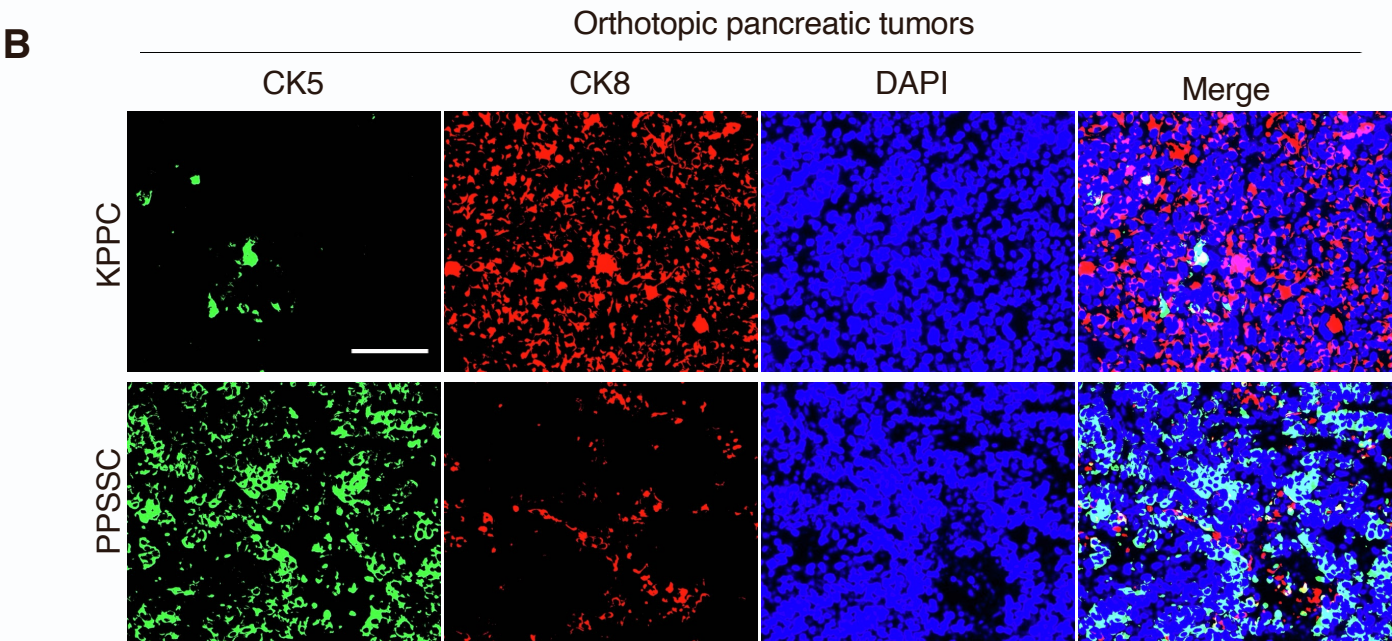 B
Orthotopic pancreatic tumors
CK5
CK8
DAPI
Merge
KPPC
PPSSC